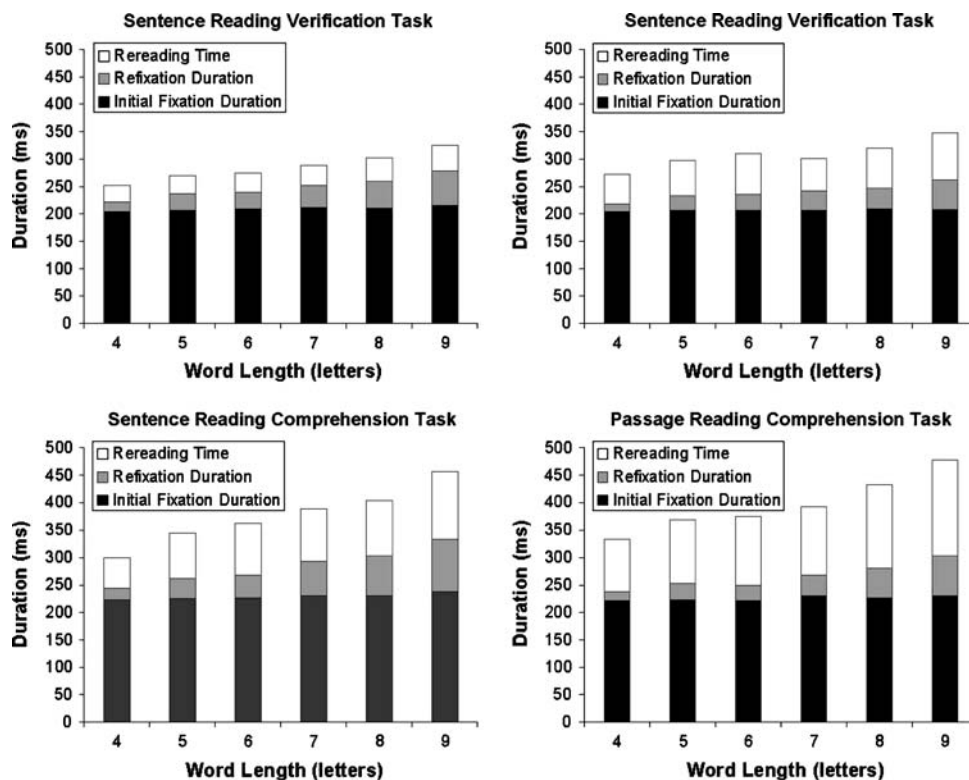 Sentence Reading Verification Task
Rereading Time
Refixation Duration
Initial Fixation Duration
500
450
400
350
300
250
200
150
100
50
0
Duration (ms)
4 5 6 7 8 9
Word Length (letters)
Sentence Reading Verification Task
Rereading Time
Refixation Duration
Initial Fixation Duration
500
450
400
350
300
250
200
150
100
50
0
Duration (ms)
4 5 6 7 8 9
Word Length (letters)
Sentence Reading Comprehension Task
Rereading Time
Refixation Duration
Initial Fixation Duration
500
450
400
350
300
250
200
150
100
50
0
Duration (ms)
4 5 6 7 8 9
Word Length (letters)
Passage Reading Comprehension Task
Rereading Time
Refixation Duration
Initial Fixation Duration
500
450
400
350
300
250
200
150
100
50
0
Duration (ms)
4 5 6 7 8 9
Word Length (letters)